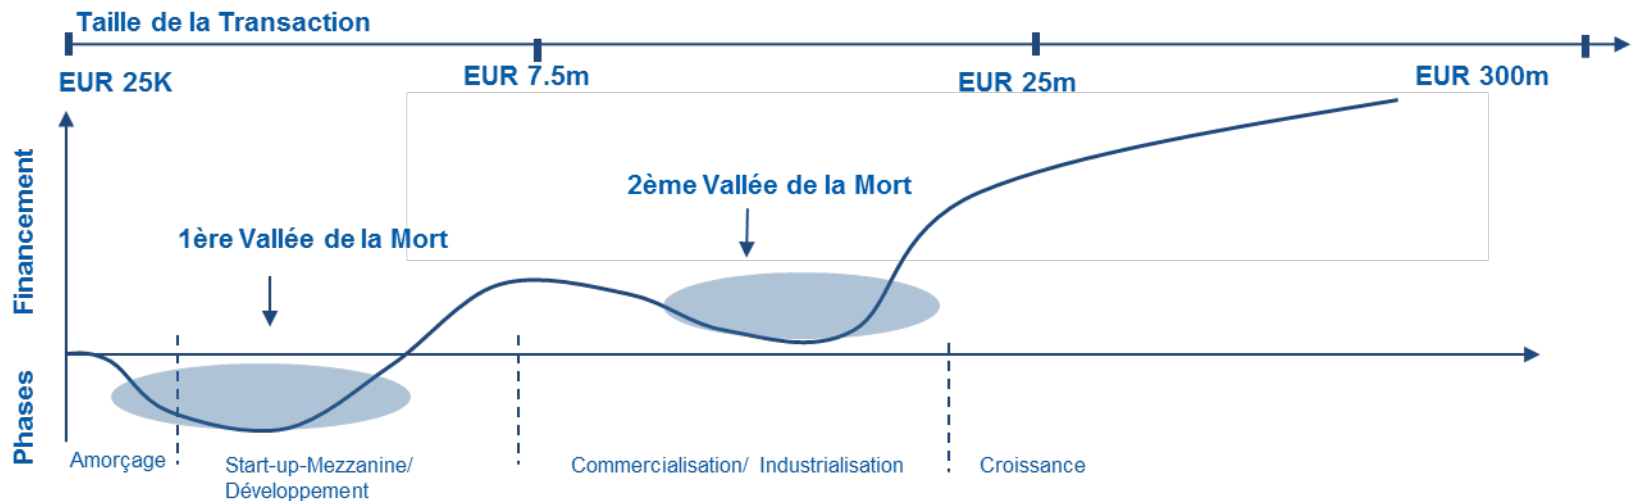 Taille de la Transaction
EUR 25K
EUR 7.5m
EUR 25m
EUR 300m
Financement
2ème Vallée de la Mort
1ère Vallée de la Mort
Phases
Amorçage
Start-up-Mezzanine/
Développement
Commercialisation/ Industrialisation
Croissance